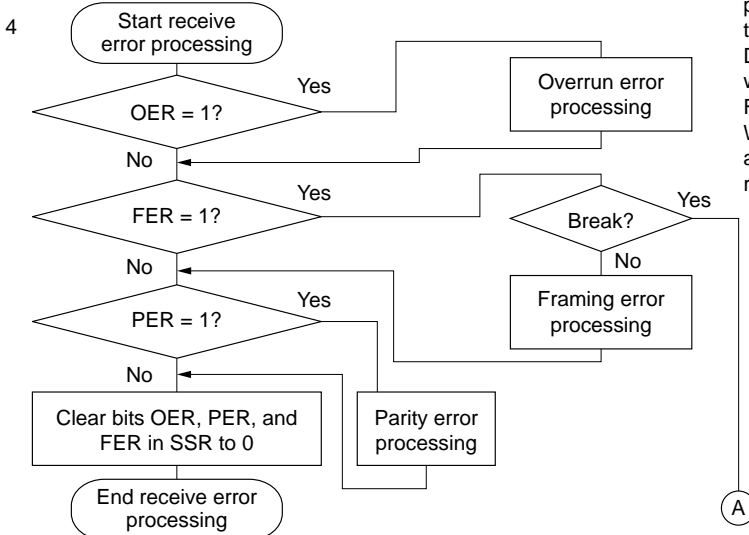 4
Start receive
error processing
OER = 1?
Yes
Overrun error
processing
No
FER = 1?
Yes
Break?
Yes
No
No
Framing error
processing
PER = 1?
Yes
No
Clear bits OER, PER, and
FER in SSR to 0
Parity error
processing
End receive error
processing
A